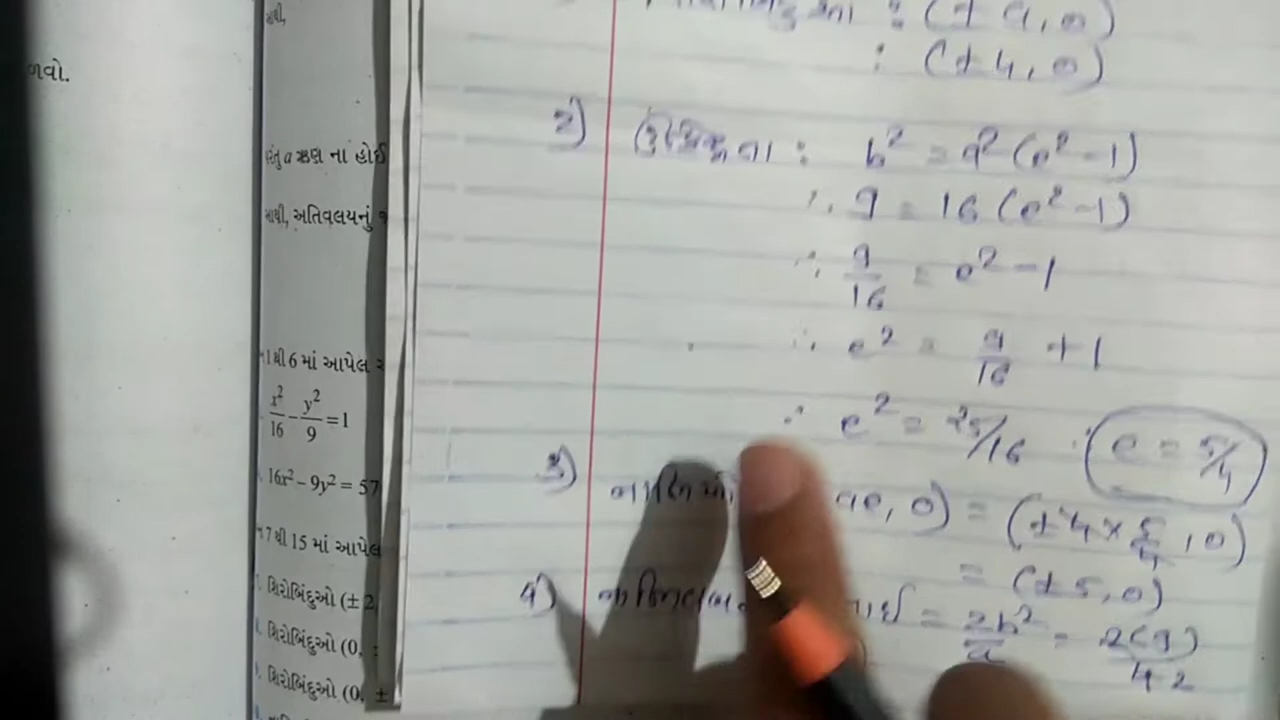 ળવો.
સાથી,
રંતુ a ઋણ ના હોઈ
સાથી, અતિવલયનું
1થી 6 માં આપેલ
x²/16 - y²/9 = 1
16x² – 9y² = 57
7થી 15 માં આપેલ
શિરોબિંદુઓ (± 2
શિરોબિંદુઓ (0,
શિરોબિંદુઓ (0, ±
: (± a, 0)
: (± 4, 0)
2) ઉત્કેન્દ્રતા : b² = a² (e² - 1)
∴ 9 = 16 (e² - 1)
∴ 9/16 = e² - 1
∴ e² = 9/16 + 1
∴ e² = 25/16 ∴ e = 5/4
3) ae, 0) = (± 4 × 5/4, 0)
= (± 5, 0)
4) = 2b²/a = 2(9)/4 2